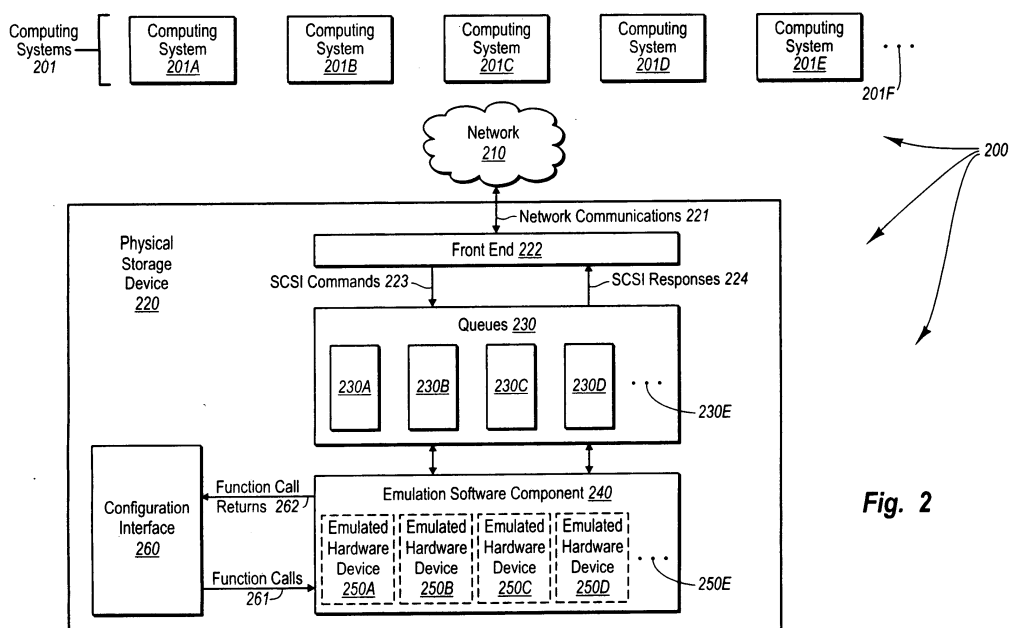 Computing
Systems
201
Computing
System
201A
Computing
System
201B
Computing
System
201C
Computing
System
201D
Computing
System
201E
• • •
201F
Network
210
200
Network Communications 221
Physical
Storage
Device
220
Front End 222
SCSI Commands 223
SCSI Responses 224
Queues 230
230A
230B
230C
230D
• • •
230E
Configuration
Interface
260
Function Call
Returns 262
Function Calls
261
Emulation Software Component 240
Emulated
Hardware
Device
250A
Emulated
Hardware
Device
250B
Emulated
Hardware
Device
250C
Emulated
Hardware
Device
250D
• • •
250E
Fig. 2